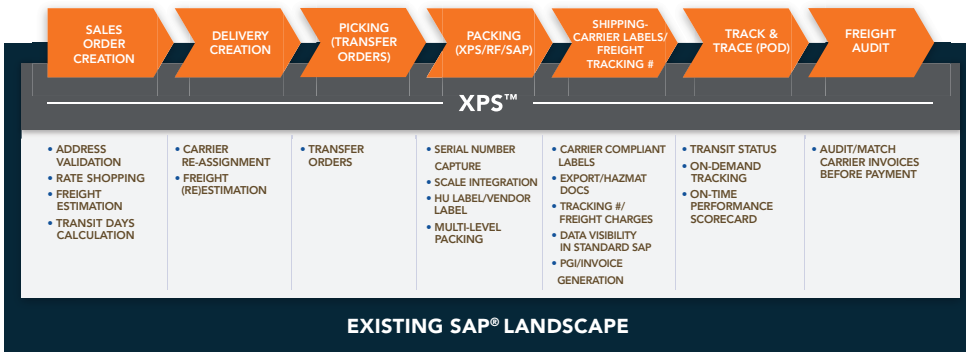 SALES
ORDER
CREATION
DELIVERY
CREATION
PICKING
(TRANSFER
ORDERS)
PACKING
(XPS/RF/SAP)
SHIPPING-
CARRIER LABELS/
FREIGHT
TRACKING #
TRACK &
TRACE (POD)
FREIGHT
AUDIT
XPS™
• ADDRESS
VALIDATION
• RATE SHOPPING
• FREIGHT
ESTIMATION
• TRANSIT DAYS
CALCULATION
• CARRIER
RE-ASSIGNMENT
• FREIGHT
(RE)ESTIMATION
• TRANSFER
ORDERS
• SERIAL NUMBER
CAPTURE
• SCALE INTEGRATION
• HU LABEL/VENDOR
LABEL
• MULTI-LEVEL
PACKING
• CARRIER COMPLIANT
LABELS
• EXPORT/HAZMAT
DOCS
• TRACKING #/
FREIGHT CHARGES
• DATA VISIBILITY
IN STANDARD SAP
• PGI/INVOICE
GENERATION
• TRANSIT STATUS
• ON-DEMAND
TRACKING
• ON-TIME
PERFORMANCE
SCORECARD
• AUDIT/MATCH
CARRIER INVOICES
BEFORE PAYMENT
EXISTING SAP® LANDSCAPE